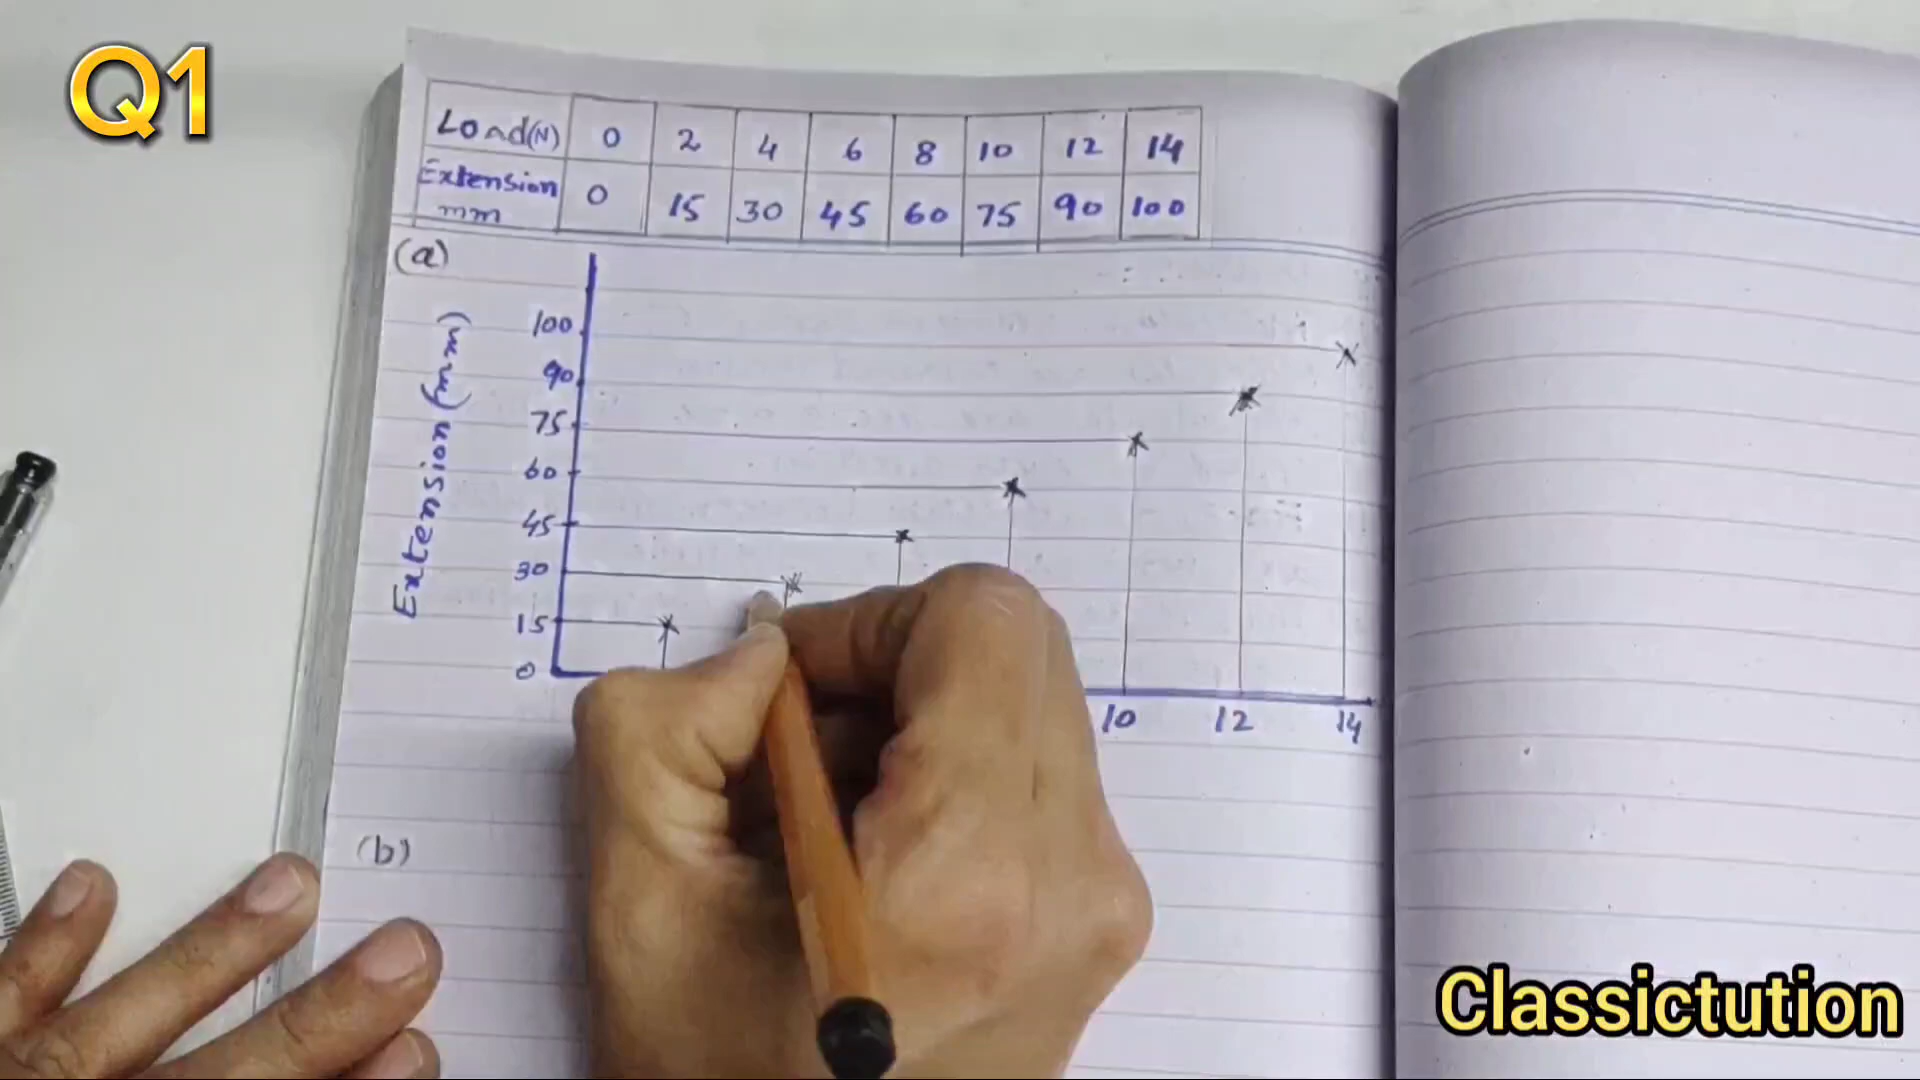 Q1
Load(N) 0 2 4 6 8 10 12 14
Extension mm 0 15 30 45 60 75 90 100
(a)
Extension (mm)
100
90
75
60
45
30
15
0
10 12 14
(b)
Classictution